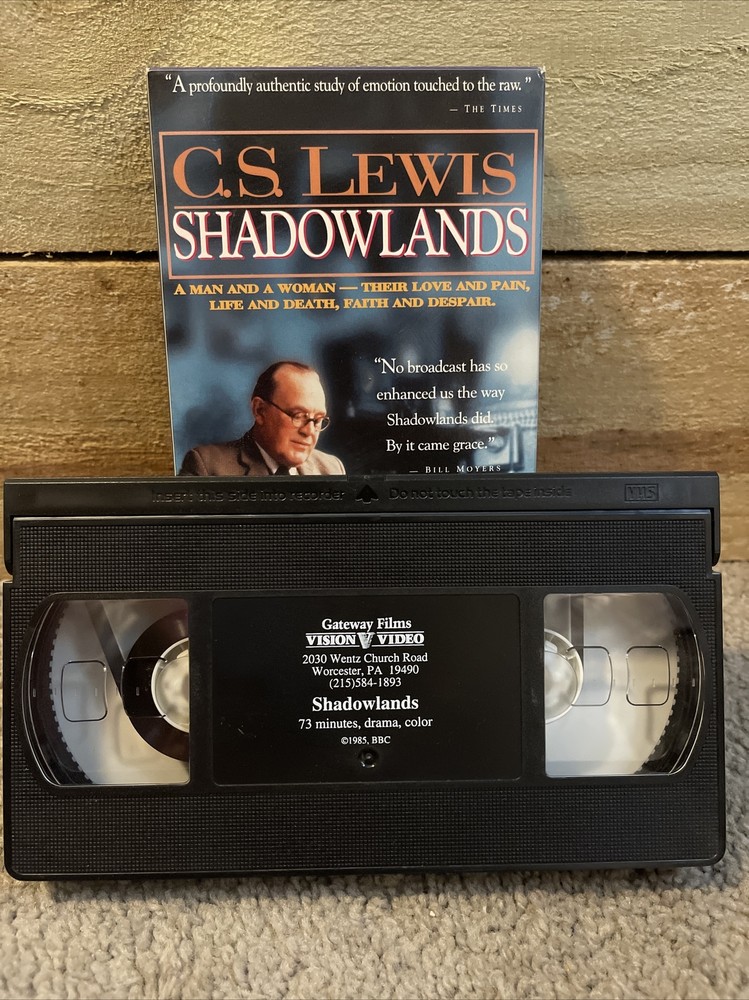 “A profoundly authentic study of emotion touched to the raw.”
— THE TIMES
C.S. LEWIS
SHADOWLANDS
A MAN AND A WOMAN — THEIR LOVE AND PAIN,
LIFE AND DEATH, FAITH AND DESPAIR.
“No broadcast has so
enhanced us the way
Shadowlands did.
By it came grace.”
— BILL MOYERS
Insert this side into recorder Do not touch the tape inside VHS
Gateway Films
VISION VIDEO
2030 Wentz Church Road
Worcester, PA 19490
(215)584-1893
Shadowlands
73 minutes, drama, color
©1985, BBC